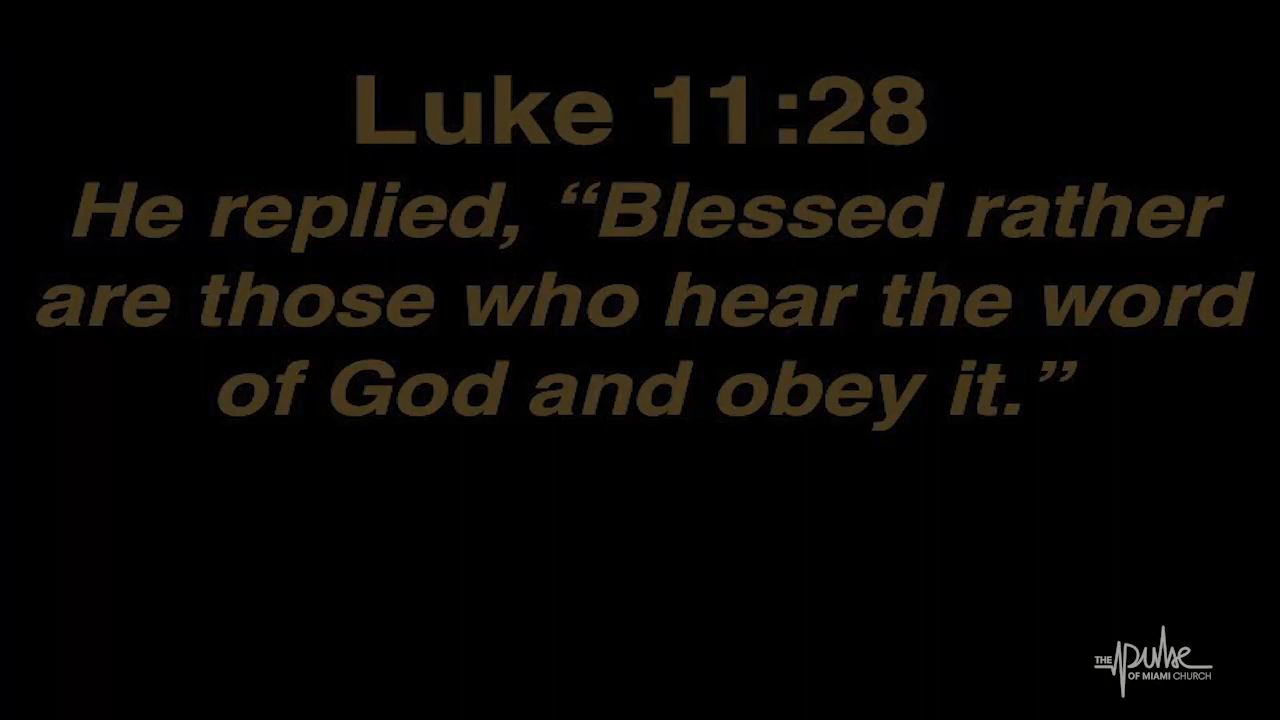 Luke 11:28
He replied, “Blessed rather
are those who hear the word
of God and obey it.”
THE pulse
OF MIAMI CHURCH